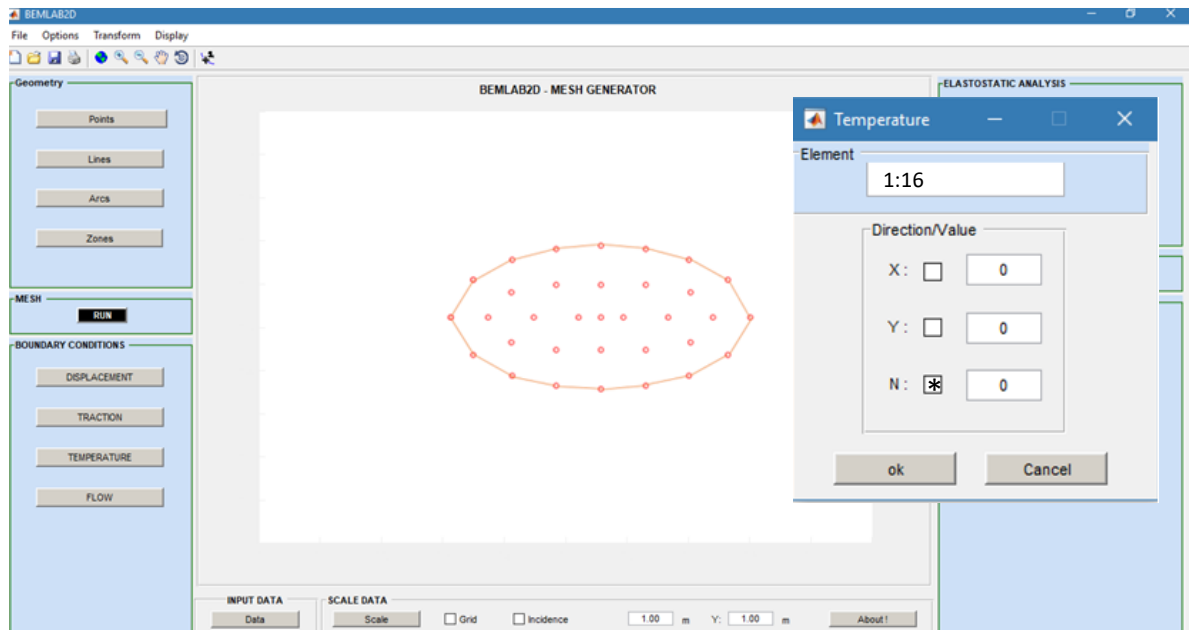 BEMLAB2D
File Options Transform Display
Geometry
Points
Lines
Arcs
Zones
MESH
RUN
BOUNDARY CONDITIONS
DISPLACEMENT
TRACTION
TEMPERATURE
FLOW
BEMLAB2D - MESH GENERATOR
ELASTOSTATIC ANALYSIS
Temperature
Element
1:16
Direction/Value
X : 0
Y : 0
N : * 0
ok Cancel
INPUT DATA
Data
SCALE DATA
Scale Grid Incidence 1.00 m Y: 1.00 m About !